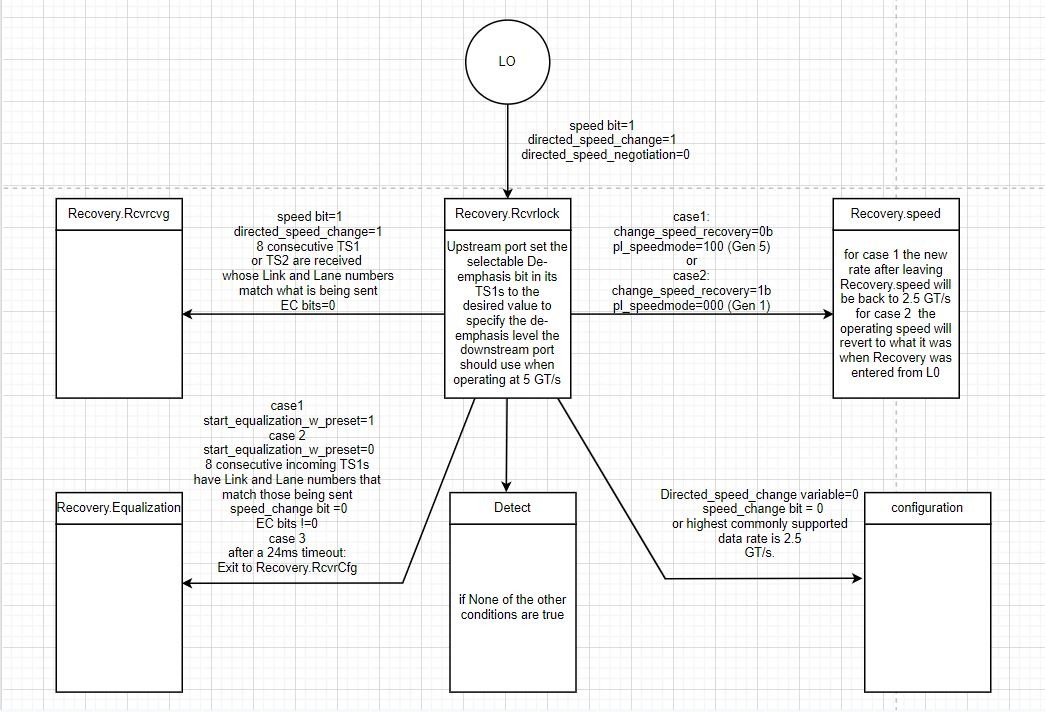 LO
speed bit=1
directed_speed_change=1
directed_speed_negotiation=0
Recovery.Rcvrcvg
speed bit=1
directed_speed_change=1
8 consecutive TS1
or TS2 are received
whose Link and Lane numbers
match what is being sent
EC bits=0
Recovery.Rcvrlock
Upstream port set the
selectable De-
emphasis bit in its
TS1s to the
desired value to
specify the de-
emphasis level the
downstream port
should use when
operating at 5 GT/s
case1:
change_speed_recovery=0b
pl_speedmode=100 (Gen 5)
or
case2:
change_speed_recovery=1b
pl_speedmode=000 (Gen 1)
Recovery.speed
for case 1 the new
rate after leaving
Recovery.speed will
be back to 2.5 GT/s
for case 2 the
operating speed will
revert to what it was
when Recovery was
entered from L0
case1
start_equalization_w_preset=1
case 2
start_equalization_w_preset=0
8 consecutive incoming TS1s
have Link and Lane numbers that
match those being sent
speed_change bit =0
EC bits !=0
case 3
after a 24ms timeout:
Exit to Recovery.RcvrCfg
Recovery.Equalization
Detect
if None of the other
conditions are true
Directed_speed_change variable=0
speed_change bit = 0
or highest commonly supported
data rate is 2.5
GT/s.
configuration